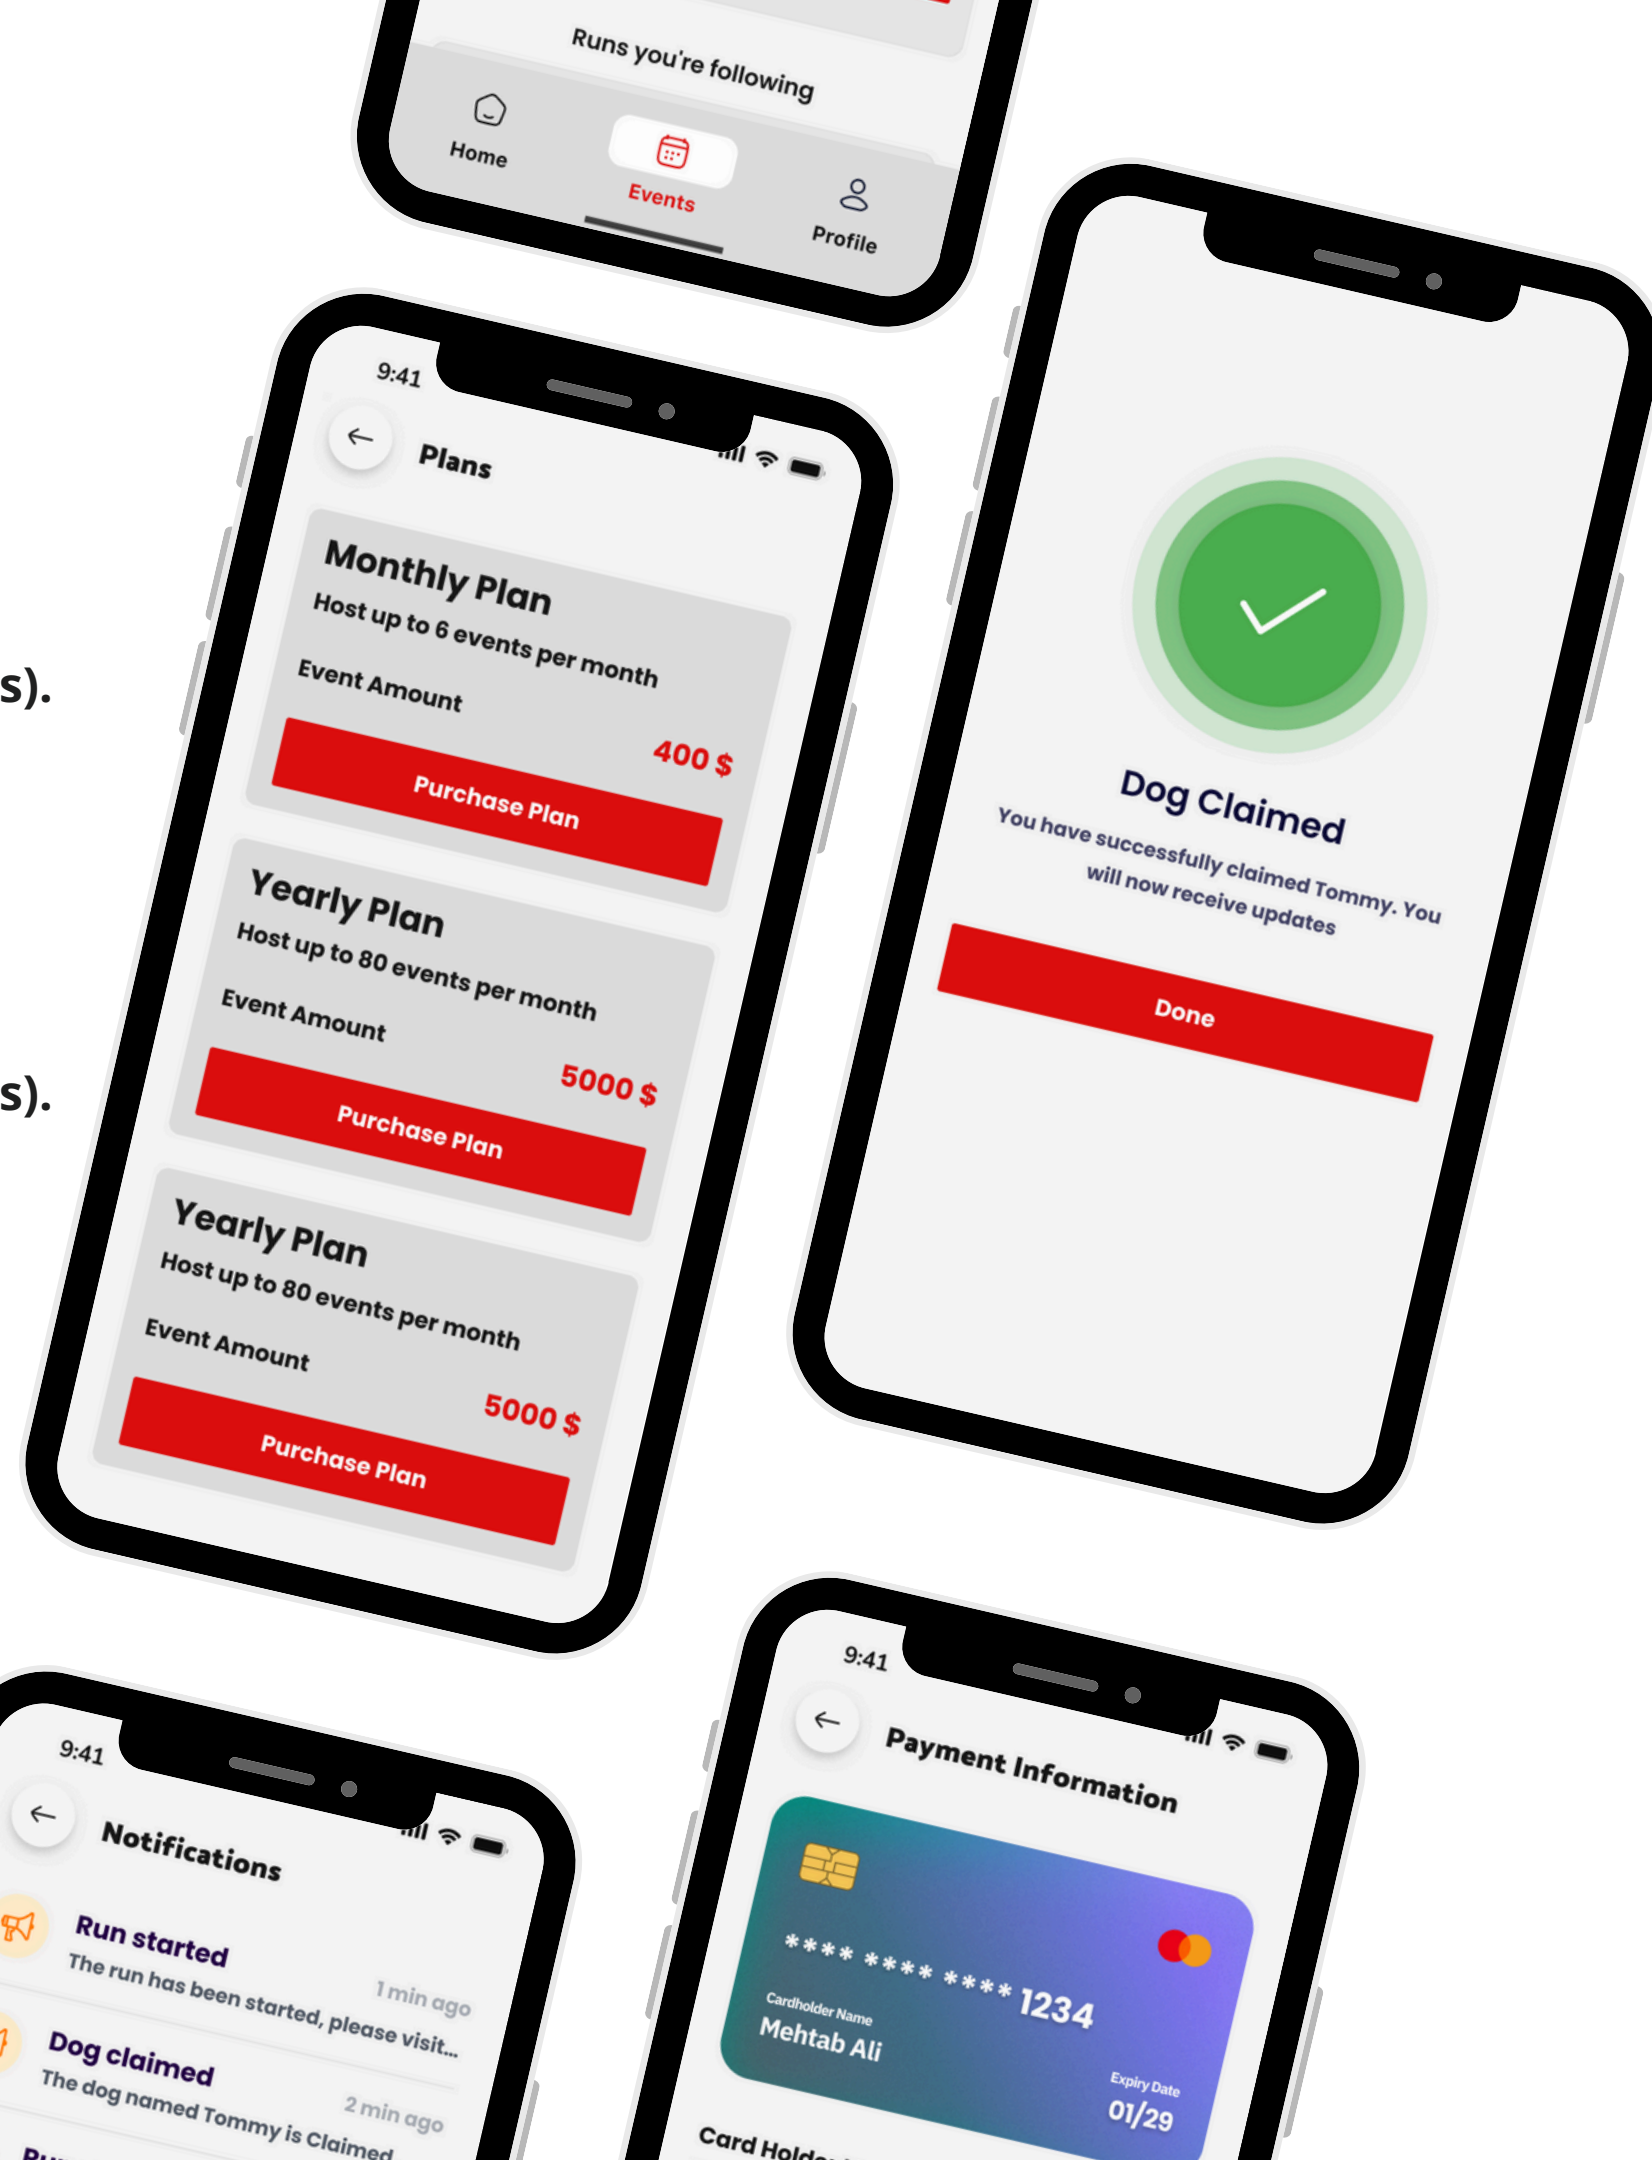 Runs you're following
Home
Events
Profile
s).
s).
9:41
Plans
Monthly Plan
Host up to 6 events per month
Event Amount
400 $
Purchase Plan
Yearly Plan
Host up to 80 events per month
Event Amount
5000 $
Purchase Plan
Yearly Plan
Host up to 80 events per month
Event Amount
5000 $
Purchase Plan
Dog Claimed
You have successfully claimed Tommy. You
will now receive updates
Done
9:41
Notifications
Run started
1 min ago
The run has been started, please visit...
Dog claimed
2 min ago
The dog named Tommy is Claimed
9:41
Payment Information
**** **** **** 1234
Cardholder Name
Mehtab Ali
Expiry Date
01/29
Card Holder